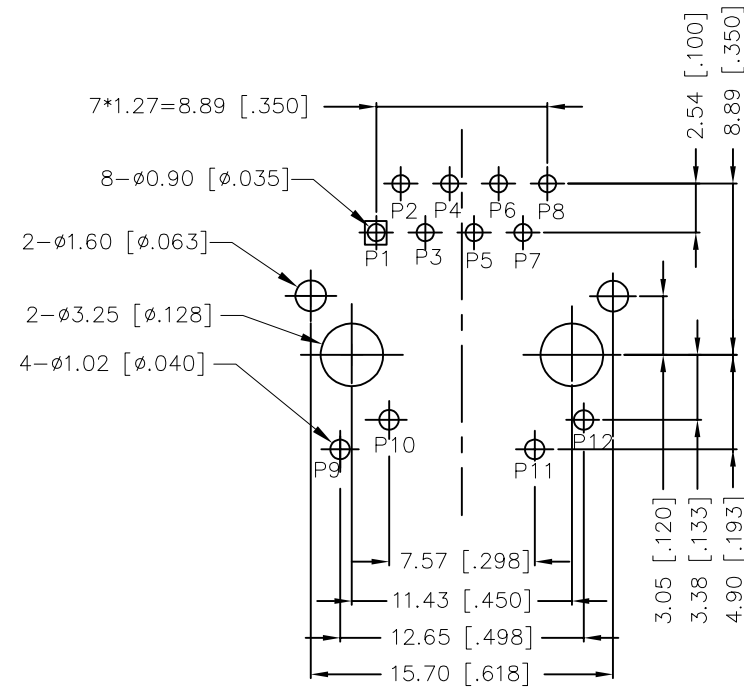 2.54 [.100]
8.89 [.350]
7*1.27=8.89 [.350]
8-ø0.90 [ø.035]
P2 P4 P6 P8
P1 P3 P5 P7
2-ø1.60 [ø.063]
2-ø3.25 [ø.128]
4-ø1.02 [ø.040]
P10 P12
P9 P11
3.05 [.120]
3.38 [.133]
4.90 [.193]
7.57 [.298]
11.43 [.450]
12.65 [.498]
15.70 [.618]